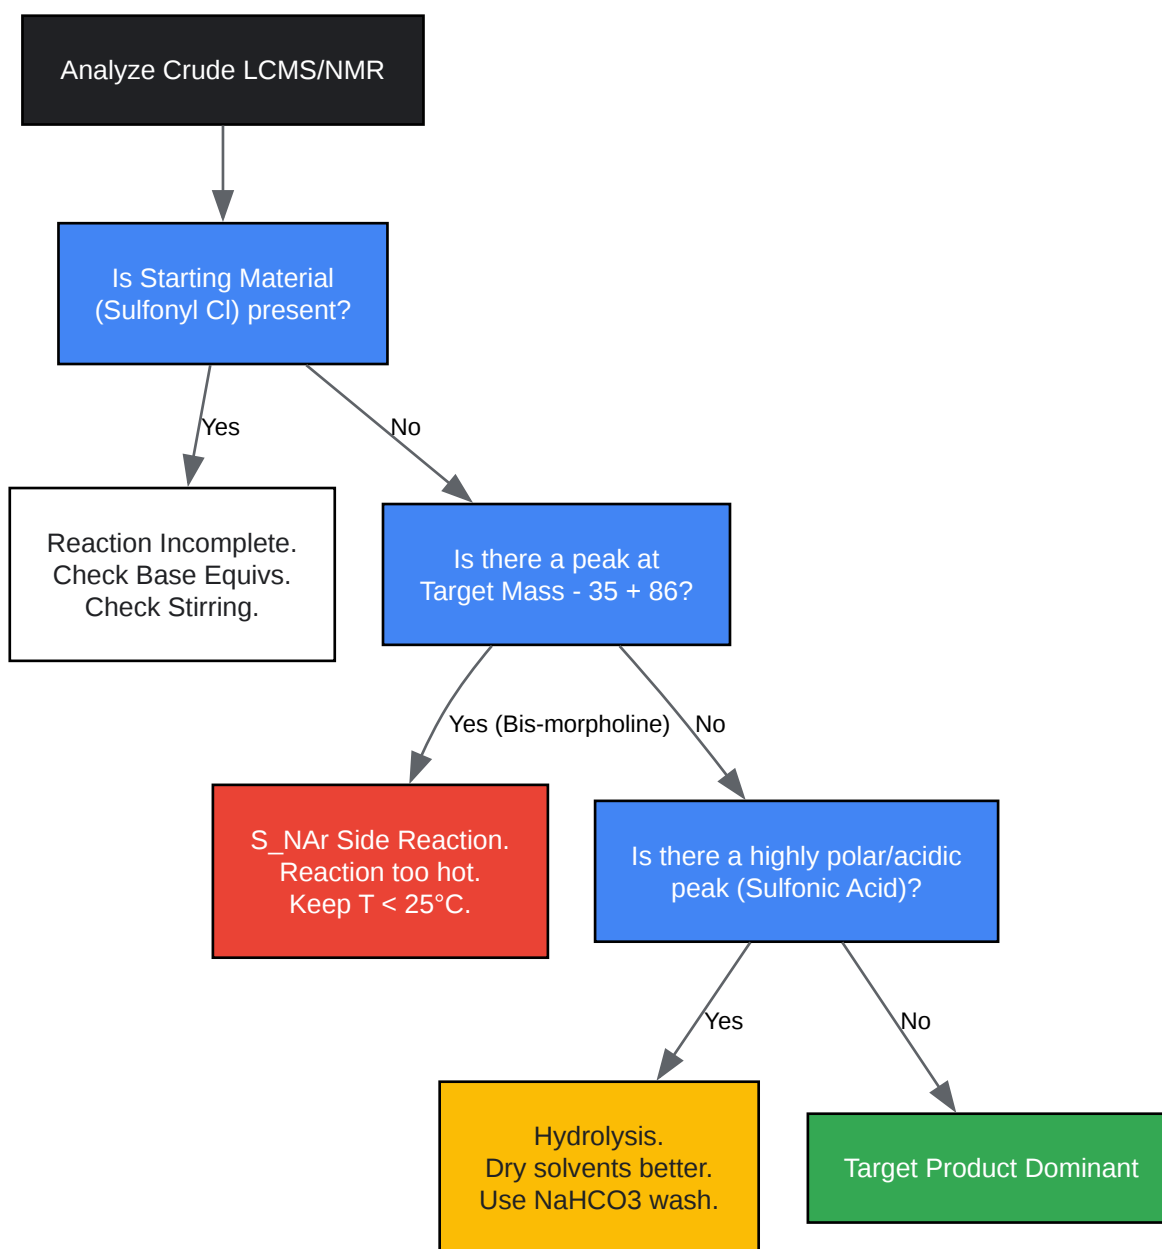 Analyze Crude LCMS/NMR
Is Starting Material
(Sulfonyl Cl) present?
Yes
No
Reaction Incomplete.
Check Base Equivs.
Check Stirring.
Is there a peak at
Target Mass - 35 + 86?
Yes (Bis-morpholine)
No
S_NAr Side Reaction.
Reaction too hot.
Keep T < 25°C.
Is there a highly polar/acidic
peak (Sulfonic Acid)?
Yes
No
Hydrolysis.
Dry solvents better.
Use NaHCO3 wash.
Target Product Dominant